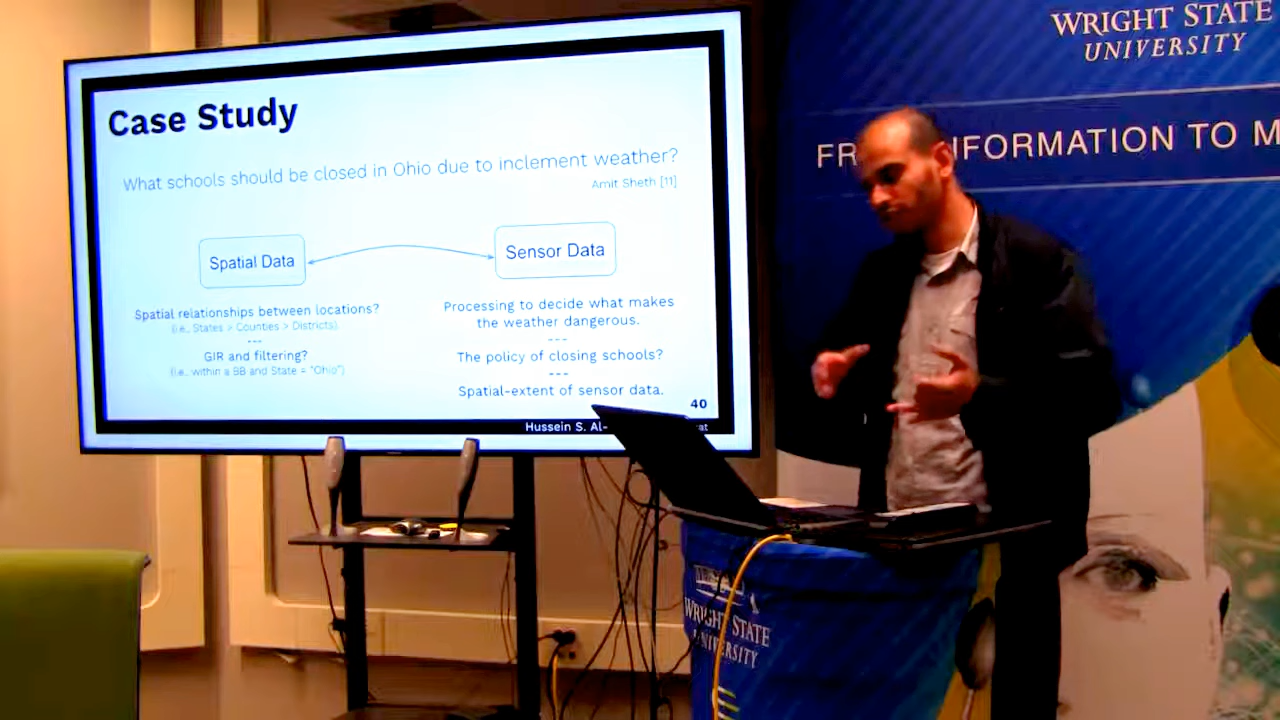 Case Study
What schools should be closed in Ohio due to inclement weather?
Amit Sheth [11]
Spatial Data
Sensor Data
Spatial relationships between locations?
(i.e., States > Counties > Districts).
---
GIR and filtering?
(i.e., within a BB and State = "Ohio")
Processing to decide what makes
the weather dangerous.
---
The policy of closing schools?
---
Spatial-extent of sensor data.
40
Hussein S. Al-
WRIGHT STATE
UNIVERSITY
INFORMATION TO
WRIGHT STATE
UNIVERSITY